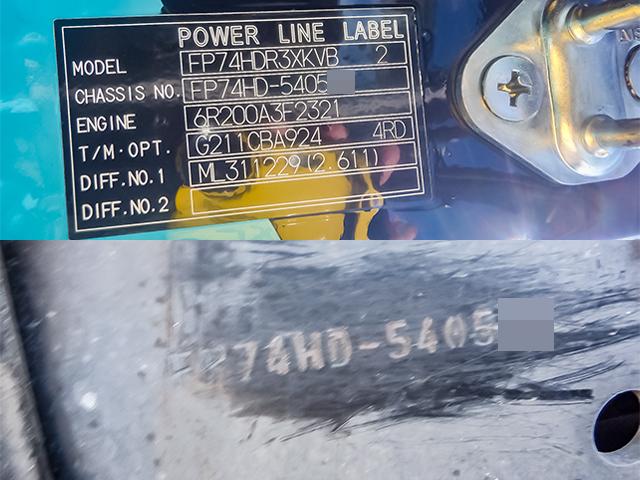 POWER LINE LABEL
MODEL FP74HDR3XKVB 2
CHASSIS NO. FP74HD-5405
ENGINE 6R200A3F2321
T/M·OPT. G211CBA924 4RD
DIFF.NO.1 ML311229(2.611)
DIFF.NO.2
FP74HD-5405